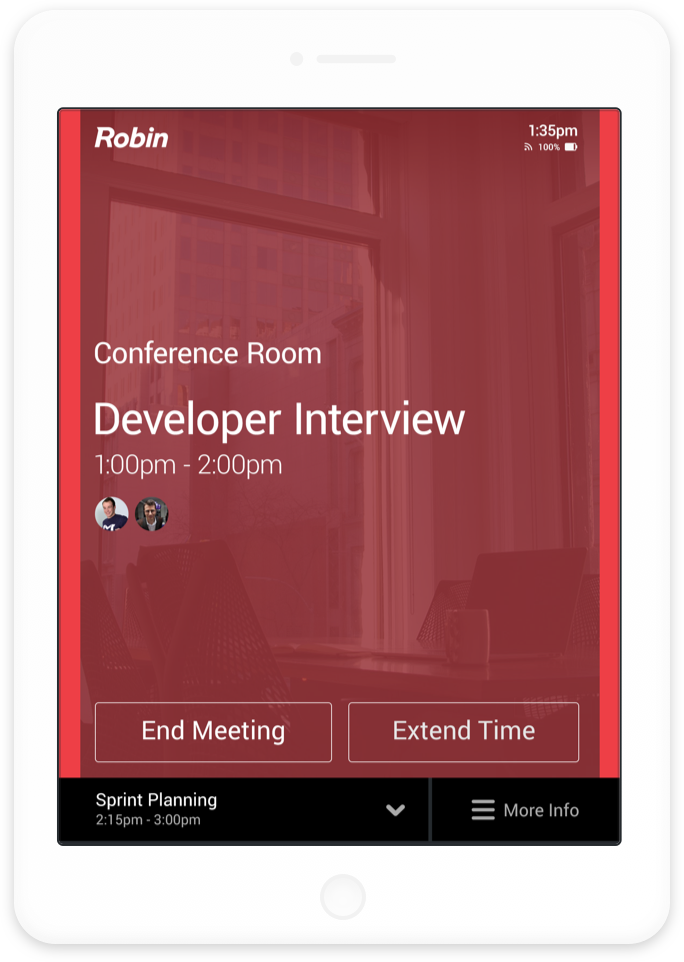 Robin
1:35pm
100%
Conference Room
Developer Interview
1:00pm - 2:00pm
End Meeting
Extend Time
Sprint Planning
2:15pm - 3:00pm
More Info